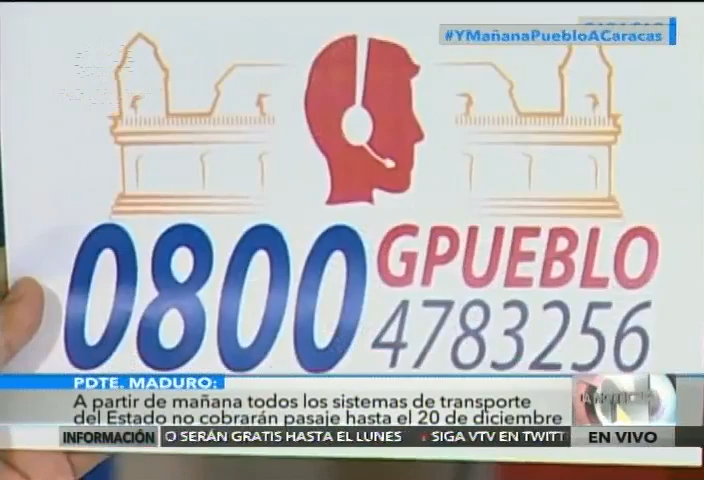 #YMañanaPuebloACaracas
0800 GPUEBLO
4783256
PDTE. MADURO:
A partir de mañana todos los sistemas de transporte
del Estado no cobrarán pasaje hasta el 20 de diciembre
INFORMACIÓN O SERÁN GRATIS HASTA EL LUNES • SIGA VTV EN TWITT EN VIVO